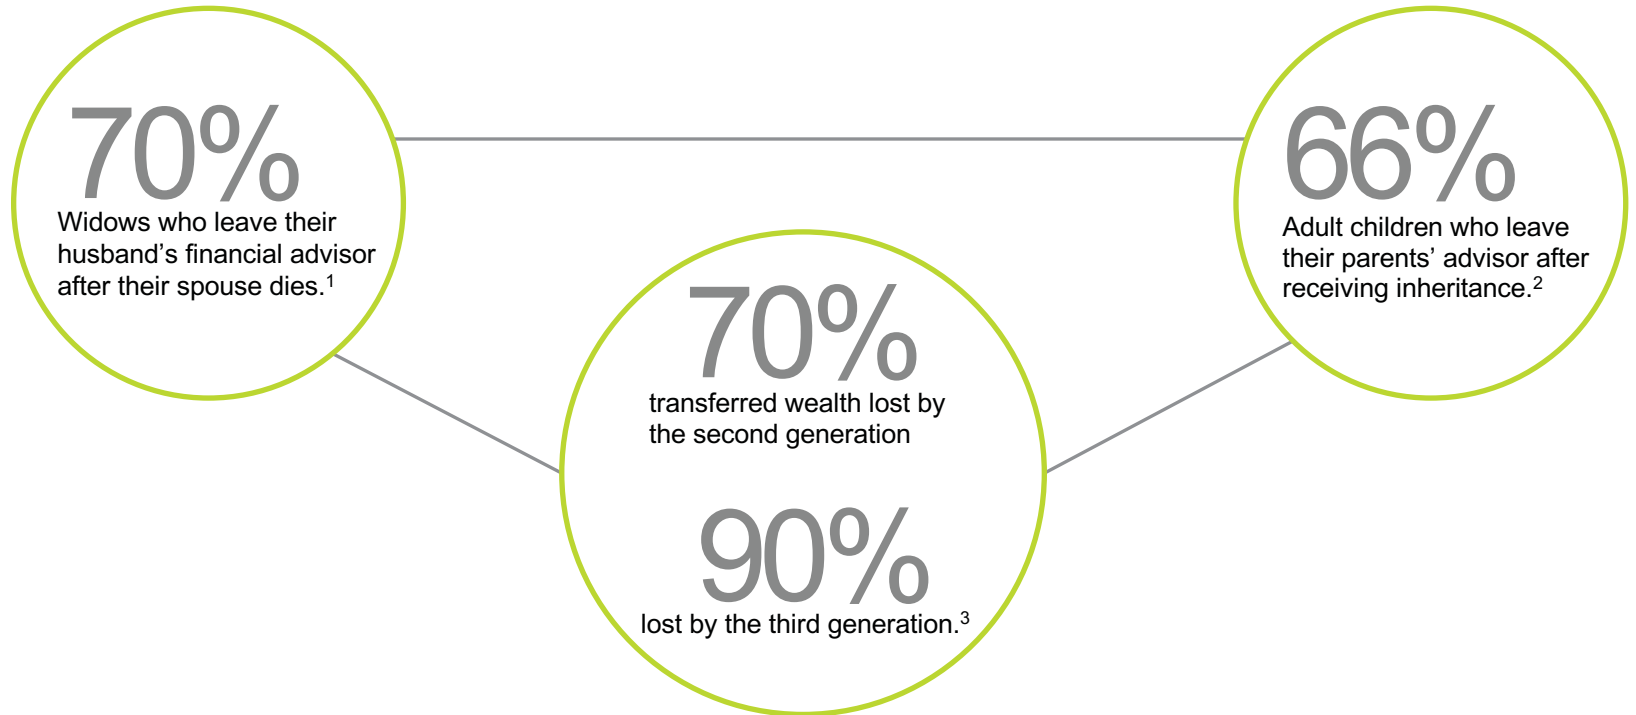 70%
Widows who leave their
husband’s financial advisor
after their spouse dies.1
66%
Adult children who leave
their parents’ advisor after
receiving inheritance.2
70%
transferred wealth lost by
the second generation
90%
lost by the third generation.3